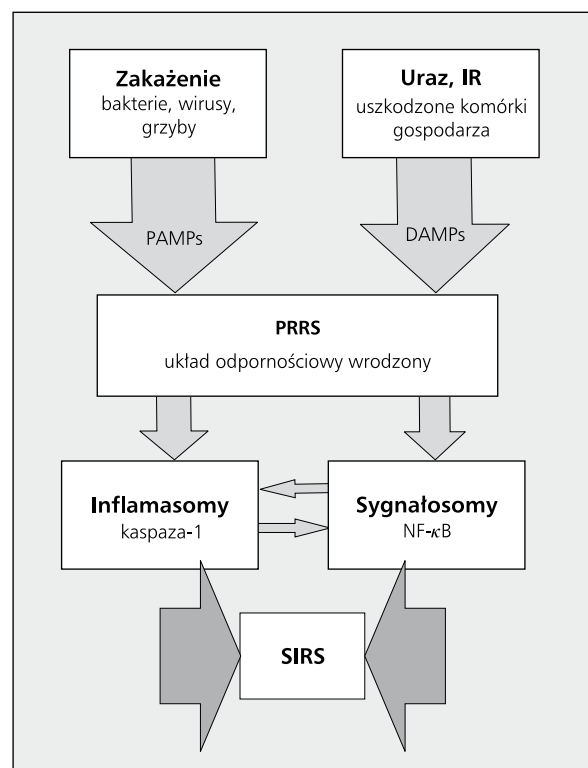 Zakażenie
bakterie, wirusy,
grzyby
Uraz, IR
uszkodzone komórki
gospodarza
PAMPs
DAMPs
PRRS
układ odpornościowy wrodzony
Inflamasomy
kaspaza-1
Sygnałosomy
NF-κB
SIRS